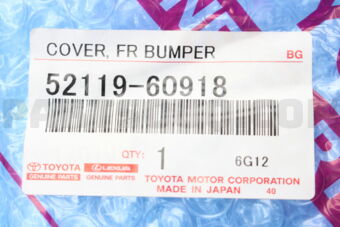 COVER, FR BUMPER BG
52119-60918
QTY: 1 6G12
TOYOTA LEXUS
GENUINE PARTS GENUINE PARTS
TOYOTA MOTOR CORPORATION
MADE IN JAPAN 40